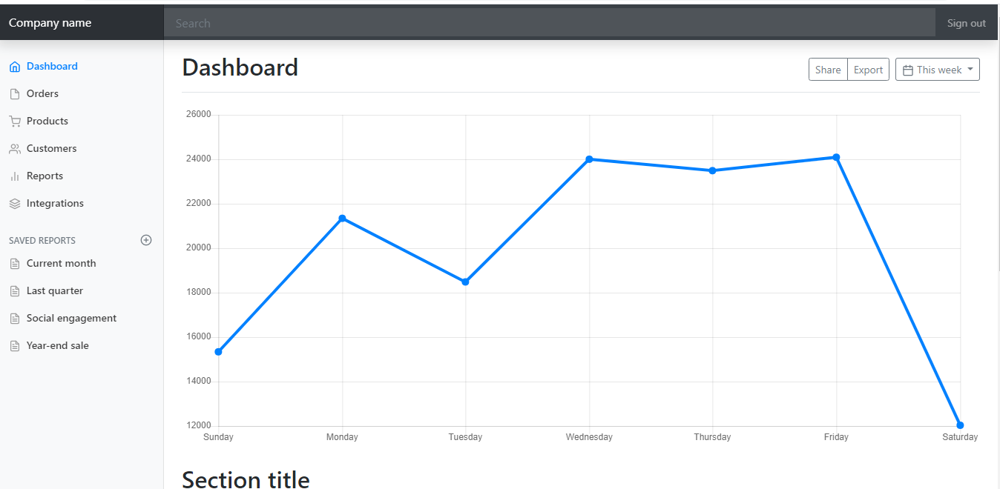 Company name
Search
Sign out
Dashboard
Orders
Products
Customers
Reports
Integrations
SAVED REPORTS
Current month
Last quarter
Social engagement
Year-end sale
Dashboard
Share
Export
This week
26000
24000
22000
20000
18000
16000
14000
12000
Sunday Monday Tuesday Wednesday Thursday Friday Saturday
Section title